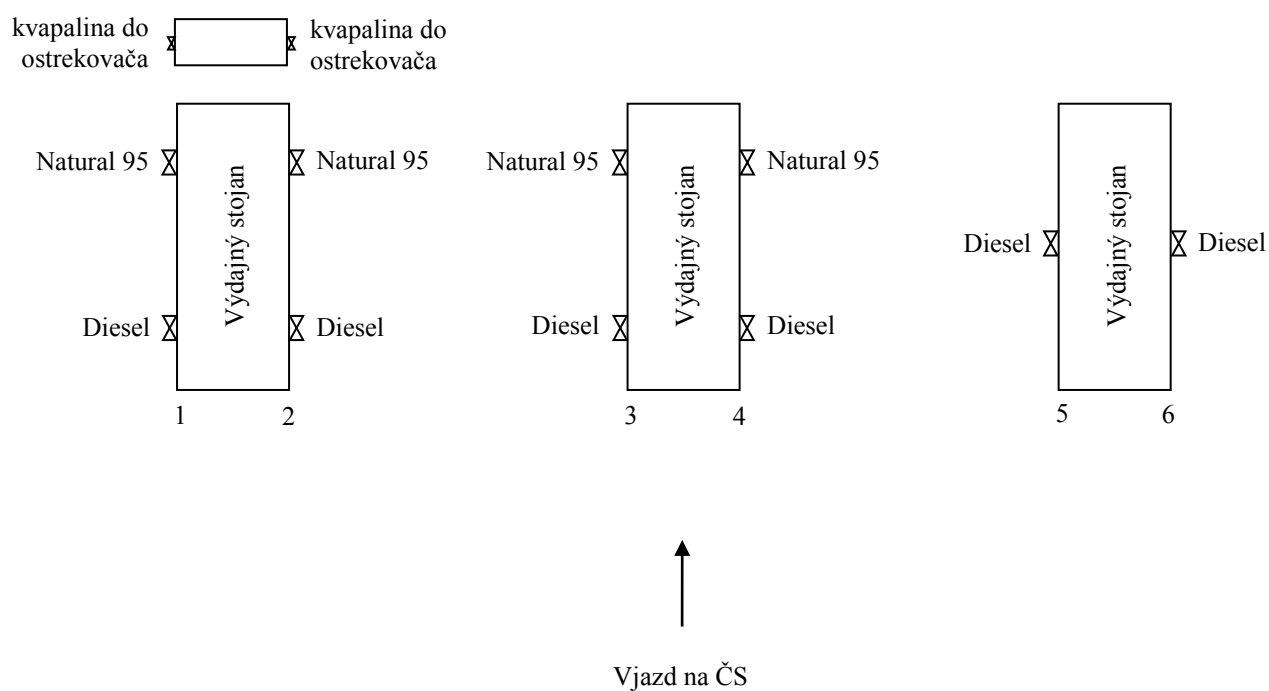 kvapalina do
ostrekovača
kvapalina do
ostrekovača
Natural 95
Výdajný stojan
Natural 95
Natural 95
Výdajný stojan
Natural 95
Diesel
Výdajný stojan
Diesel
Diesel
Diesel
Diesel
Diesel
1
2
3
4
5
6
Vjazd na ČS